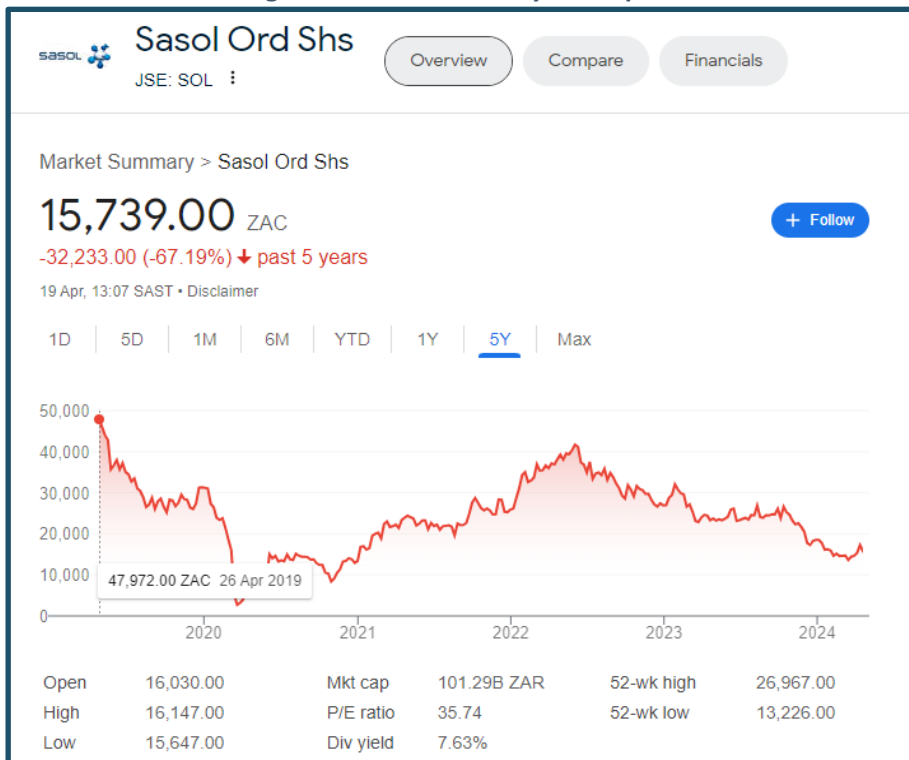 sasol
Sasol Ord Shs
JSE: SOL
Overview
Compare
Financials
Market Summary > Sasol Ord Shs
15,739.00 ZAC
+ Follow
-32,233.00 (-67.19%) ↓ past 5 years
19 Apr, 13:07 SAST • Disclaimer
1D 5D 1M 6M YTD 1Y 5Y Max
50,000
40,000
30,000
20,000
10,000
47,972.00 ZAC 26 Apr 2019
0
2020 2021 2022 2023 2024
Open 16,030.00 Mkt cap 101.29B ZAR 52-wk high 26,967.00
High 16,147.00 P/E ratio 35.74 52-wk low 13,226.00
Low 15,647.00 Div yield 7.63%